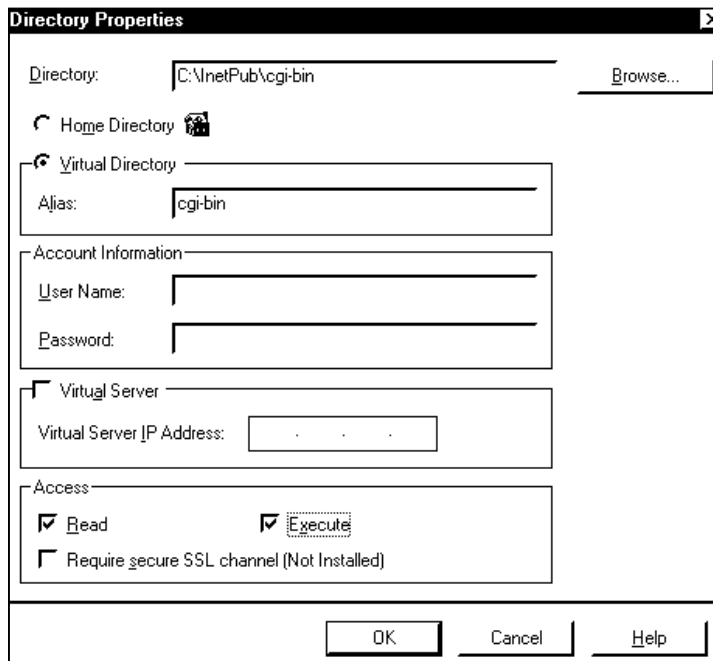 Directory Properties
Directory: C:\InetPub\cgi-bin Browse...
Home Directory
Virtual Directory
Alias: cgi-bin
Account Information
User Name:
Password:
Virtual Server
Virtual Server IP Address: . . .
Access
Read Execute
Require secure SSL channel (Not Installed)
OK Cancel Help